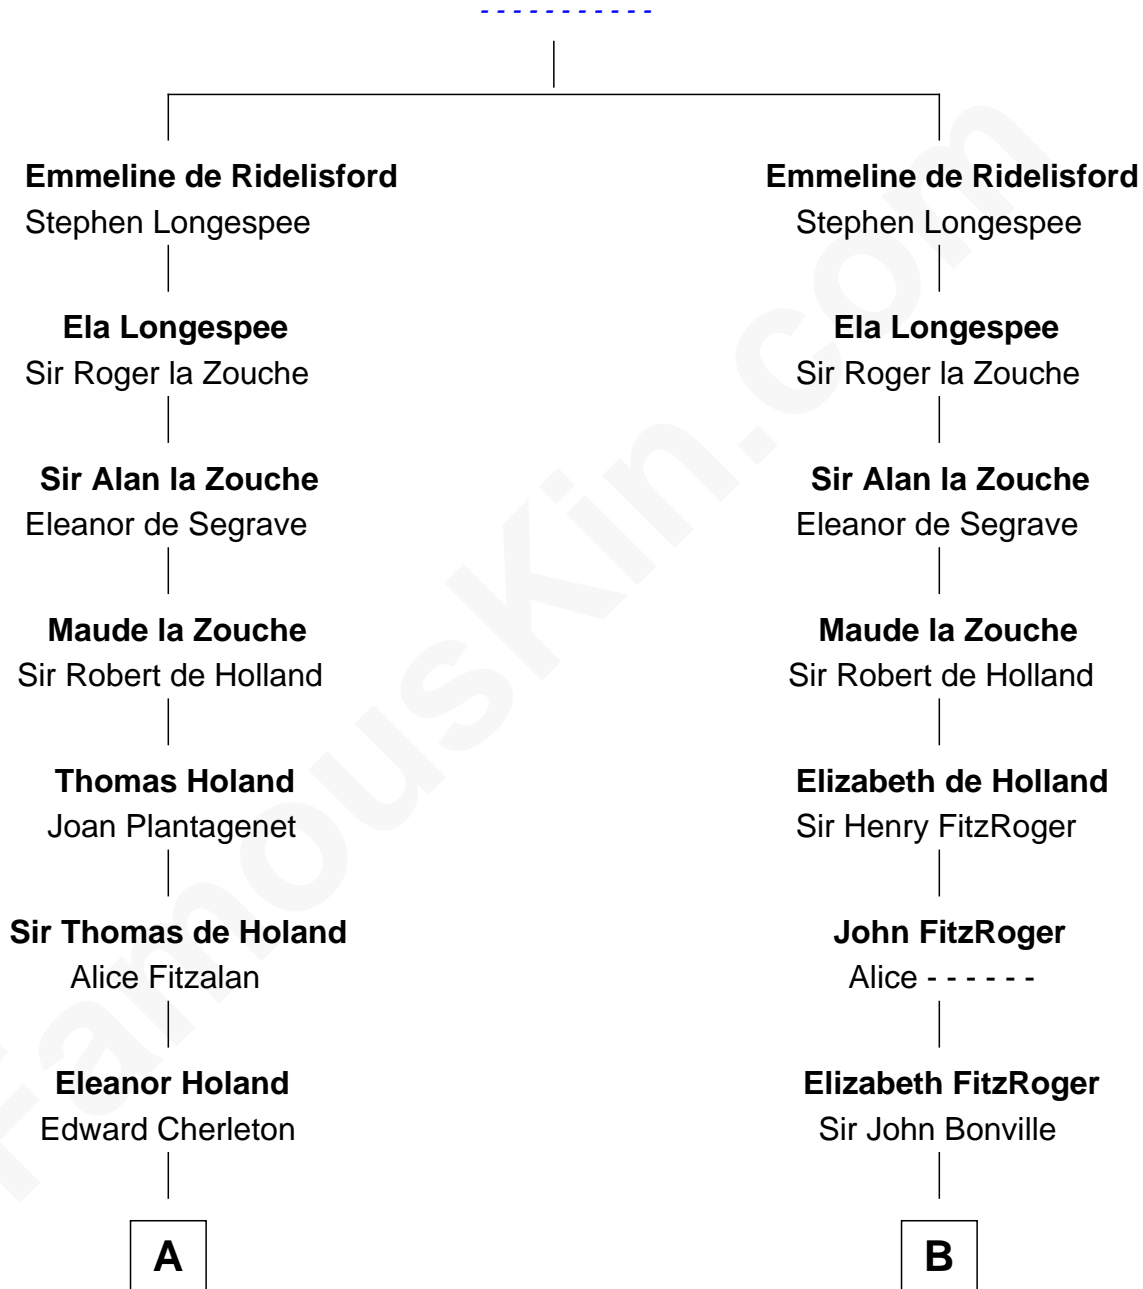 - - - - - - - - - - -
Emmeline de Ridelisford Emmeline de Ridelisford
Stephen Longespee Stephen Longespee
Ela Longespee Ela Longespee
Sir Roger la Zouche Sir Roger la Zouche
Sir Alan la Zouche Sir Alan la Zouche
Eleanor de Segrave Eleanor de Segrave
Maude la Zouche Maude la Zouche
Sir Robert de Holland Sir Robert de Holland
Thomas Holand Elizabeth de Holland
Joan Plantagenet Sir Henry FitzRoger
Sir Thomas de Holand John FitzRoger
Alice Fitzalan Alice - - - - - -
Eleanor Holand Elizabeth FitzRoger
Edward Cherleton Sir John Bonville
A B
FamousKin.com